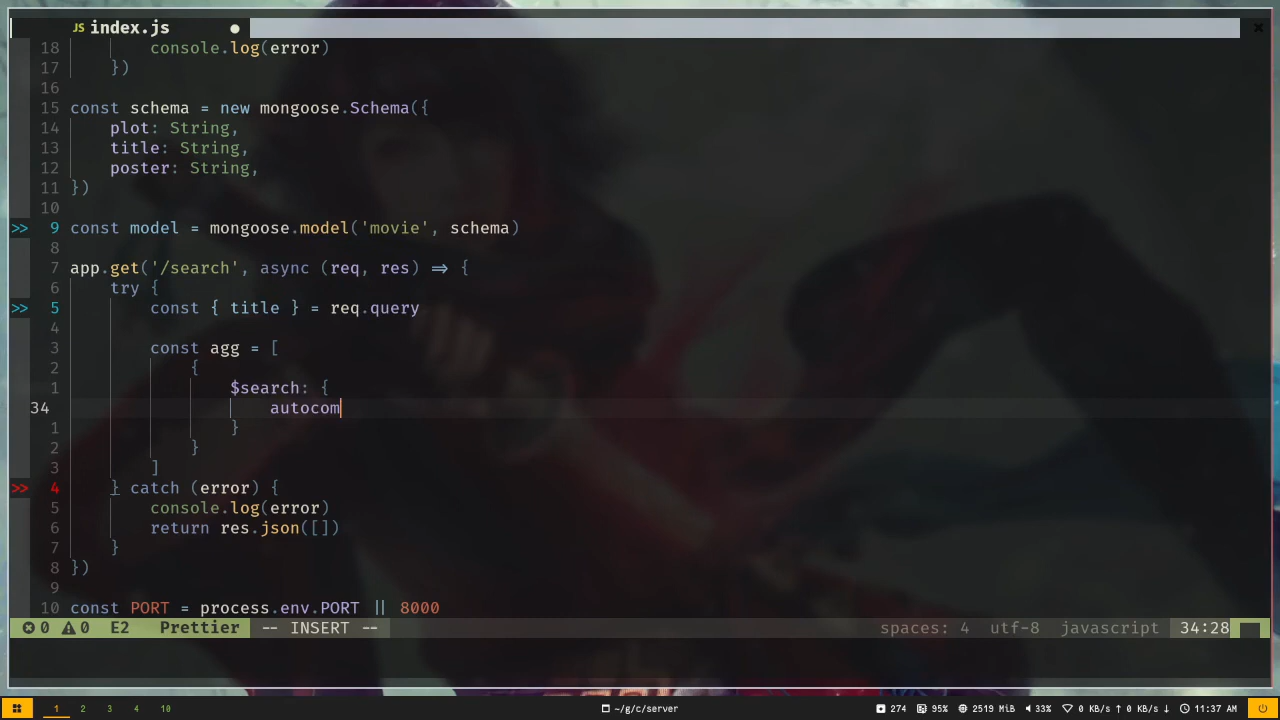 JS index.js ●
18 console.log(error)
17 })
16
15 const schema = new mongoose.Schema({
14 plot: String,
13 title: String,
12 poster: String,
11 })
10
>> 9 const model = mongoose.model('movie', schema)
8
7 app.get('/search', async (req, res) => {
6 try {
>> 5 const { title } = req.query
4
3 const agg = [
2 {
1 $search: {
34 autocom
1 }
2 }
3 ]
>> 4 } catch (error) {
5 console.log(error)
6 return res.json([])
7 }
8 })
9
10 const PORT = process.env.PORT || 8000
0 0 E2 Prettier -- INSERT -- spaces: 4 utf-8 javascript 34:28
1 2 3 4 10 ~/g/c/server 274 95% 2519 MiB 33% 0 KB/s ↑ 0 KB/s ↓ 11:37 AM